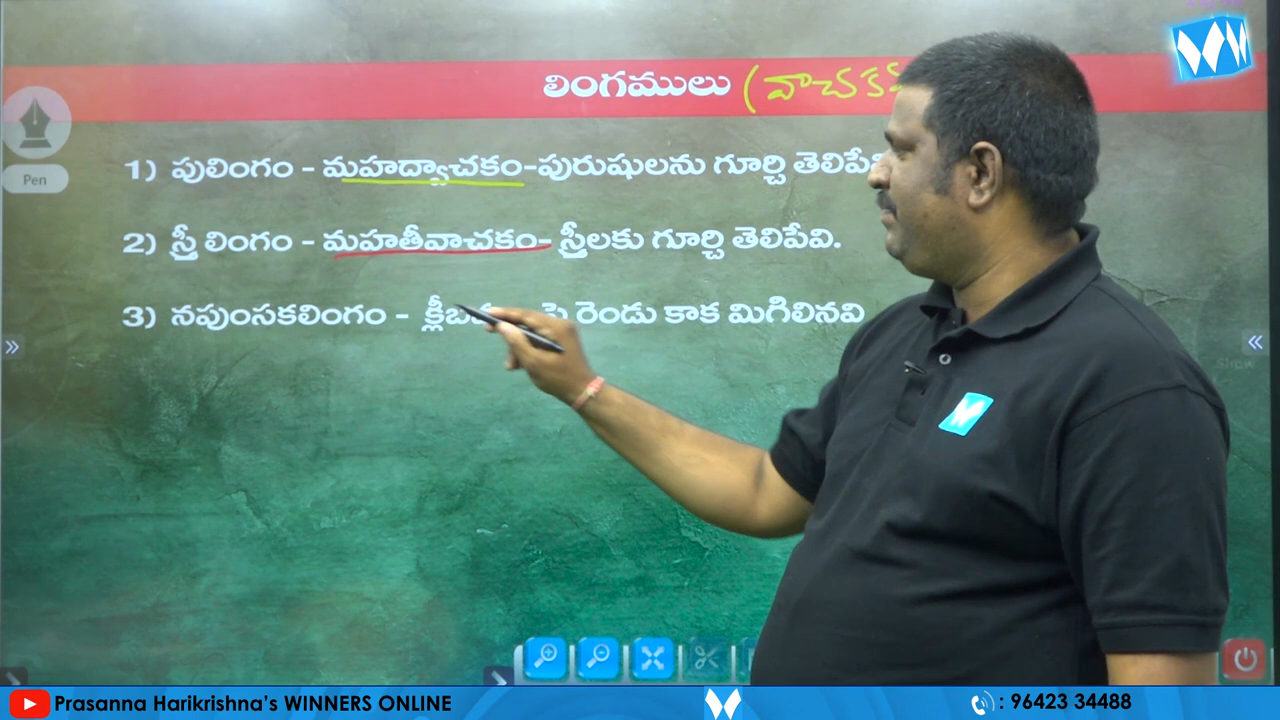 లింగములు (వాచక
1) పులింగం - మహద్వాచకం-పురుషులను గూర్చి
2) స్త్రీ లింగం - మహతీవాచకం- స్త్రీలకు గూర్చి తెలిపేవి.
3) నపుంసకలింగం - రెండు కాక మిగిలినవి
Pen
Prasanna Harikrishna's WINNERS ONLINE
: 96423 34488